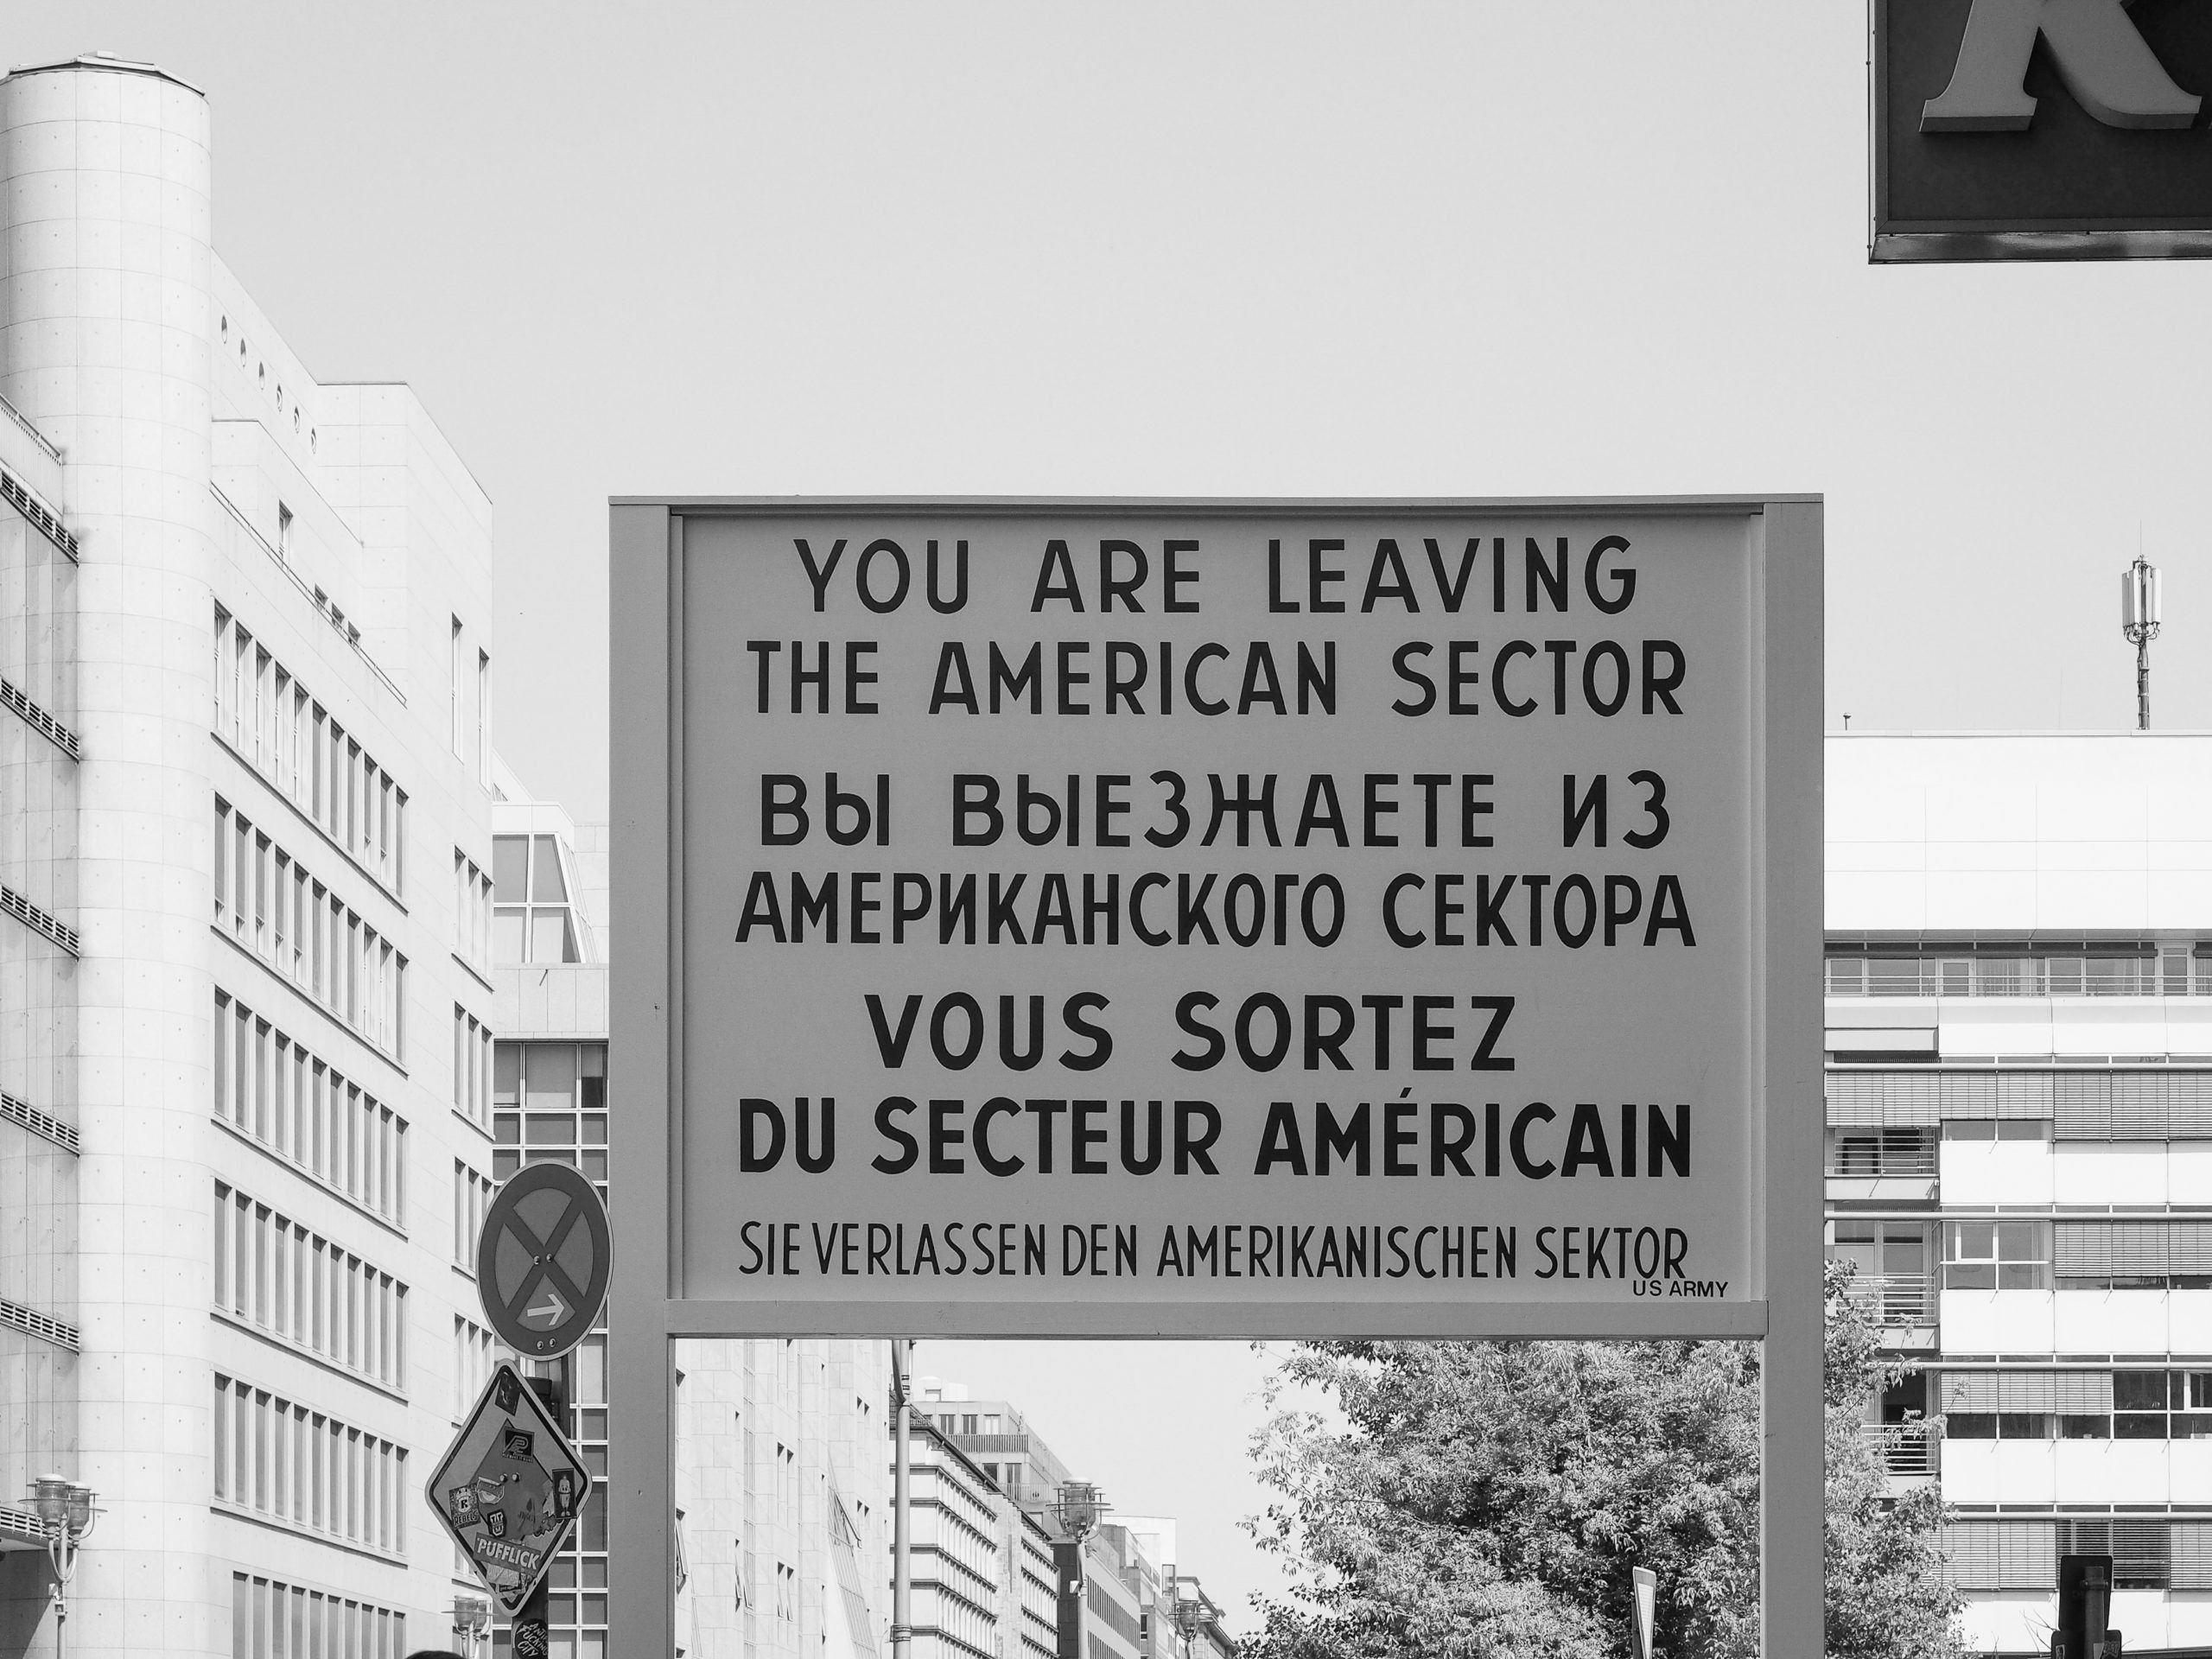 YOU ARE LEAVING
THE AMERICAN SECTOR
ВЫ ВЫЕЗЖАЕТЕ ИЗ
АМЕРИКАНСКОГО СЕКТОРА
VOUS SORTEZ
DU SECTEUR AMÉRICAIN
SIE VERLASSEN DEN AMERIKANISCHEN SEKTOR
US ARMY
PÜFFLICK